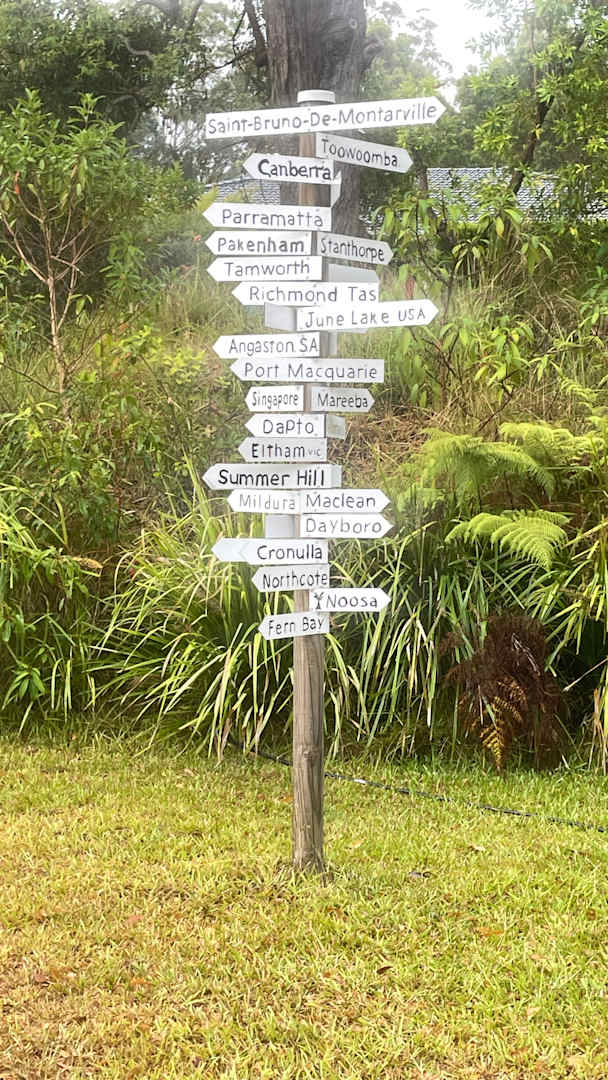 Saint-Bruno-De-Montarville
Toowoomba
Canberra
Parramatta
Pakenham
Stanthorpe
Tamworth
Richmond Tas
June Lake USA
Angaston SA
Port Macquarie
Singapore
Mareeba
Dapto
Eltham VIC
Summer Hill
Mildura
Maclean
Dayboro
Cronulla
Northcote
Noosa
Fern Bay